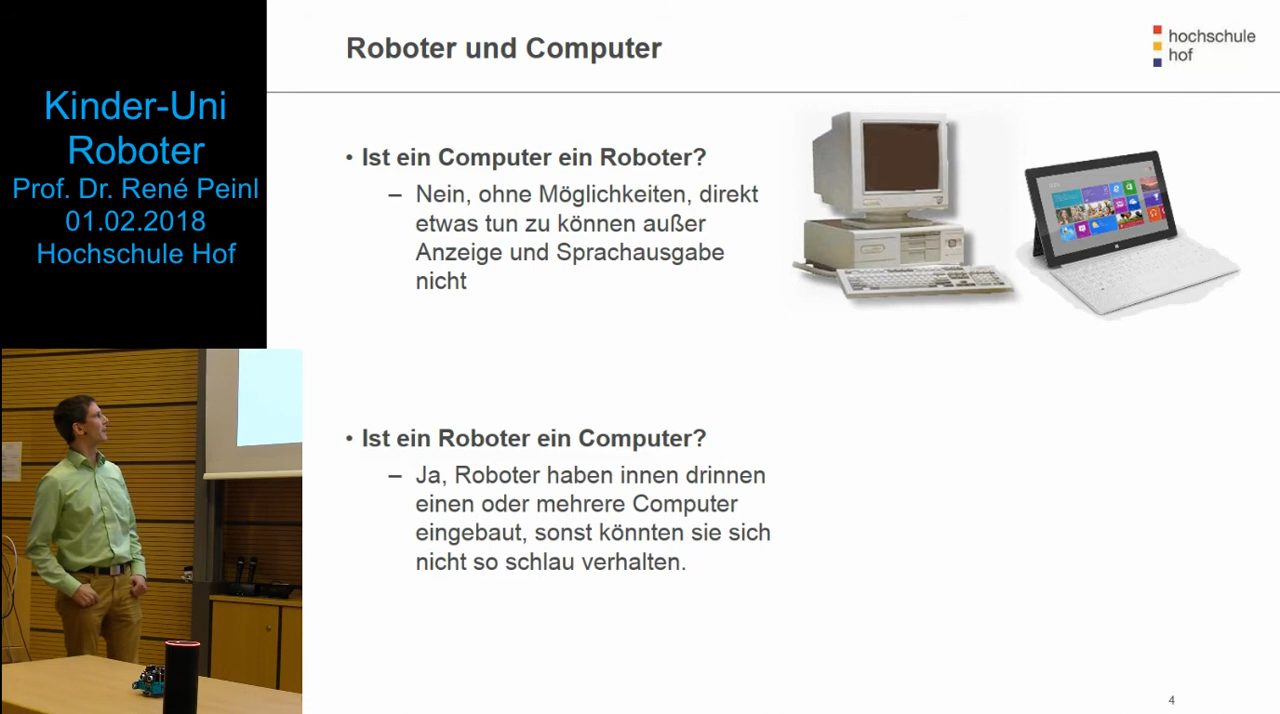 Kinder-Uni
Roboter
Prof. Dr. René Peinl
01.02.2018
Hochschule Hof
Roboter und Computer
hochschule
hof
• Ist ein Computer ein Roboter?
– Nein, ohne Möglichkeiten, direkt
etwas tun zu können außer
Anzeige und Sprachausgabe
nicht
• Ist ein Roboter ein Computer?
– Ja, Roboter haben innen drinnen
einen oder mehrere Computer
eingebaut, sonst könnten sie sich
nicht so schlau verhalten.
4